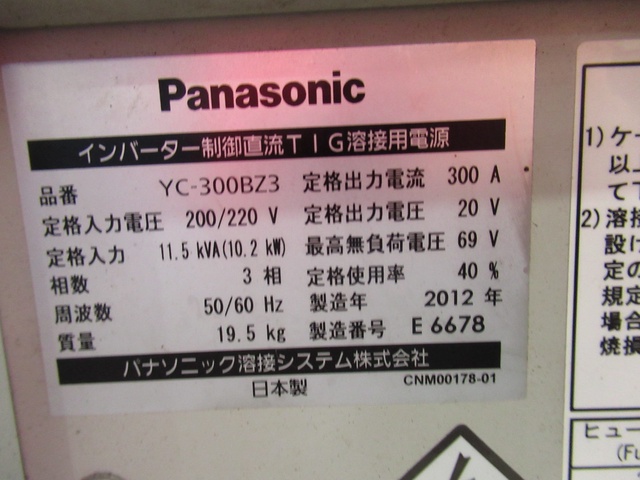 Panasonic
インバーター制御直流TIG溶接用電源
品番 YC-300BZ3 定格出力電流 300 A
定格入力電圧 200/220 V 定格出力電圧 20 V
定格入力 11.5 kVA(10.2 kW) 最高無負荷電圧 69 V
相数 3 相 定格使用率 40 %
周波数 50/60 Hz 製造年 2012 年
質量 19.5 kg 製造番号 E 6678
パナソニック溶接システム株式会社
日本製 CNM00178-01
1) ケー
以上
て下
2) 溶接
設け
定の
規定
場合
焼損
ヒュー
(Fu